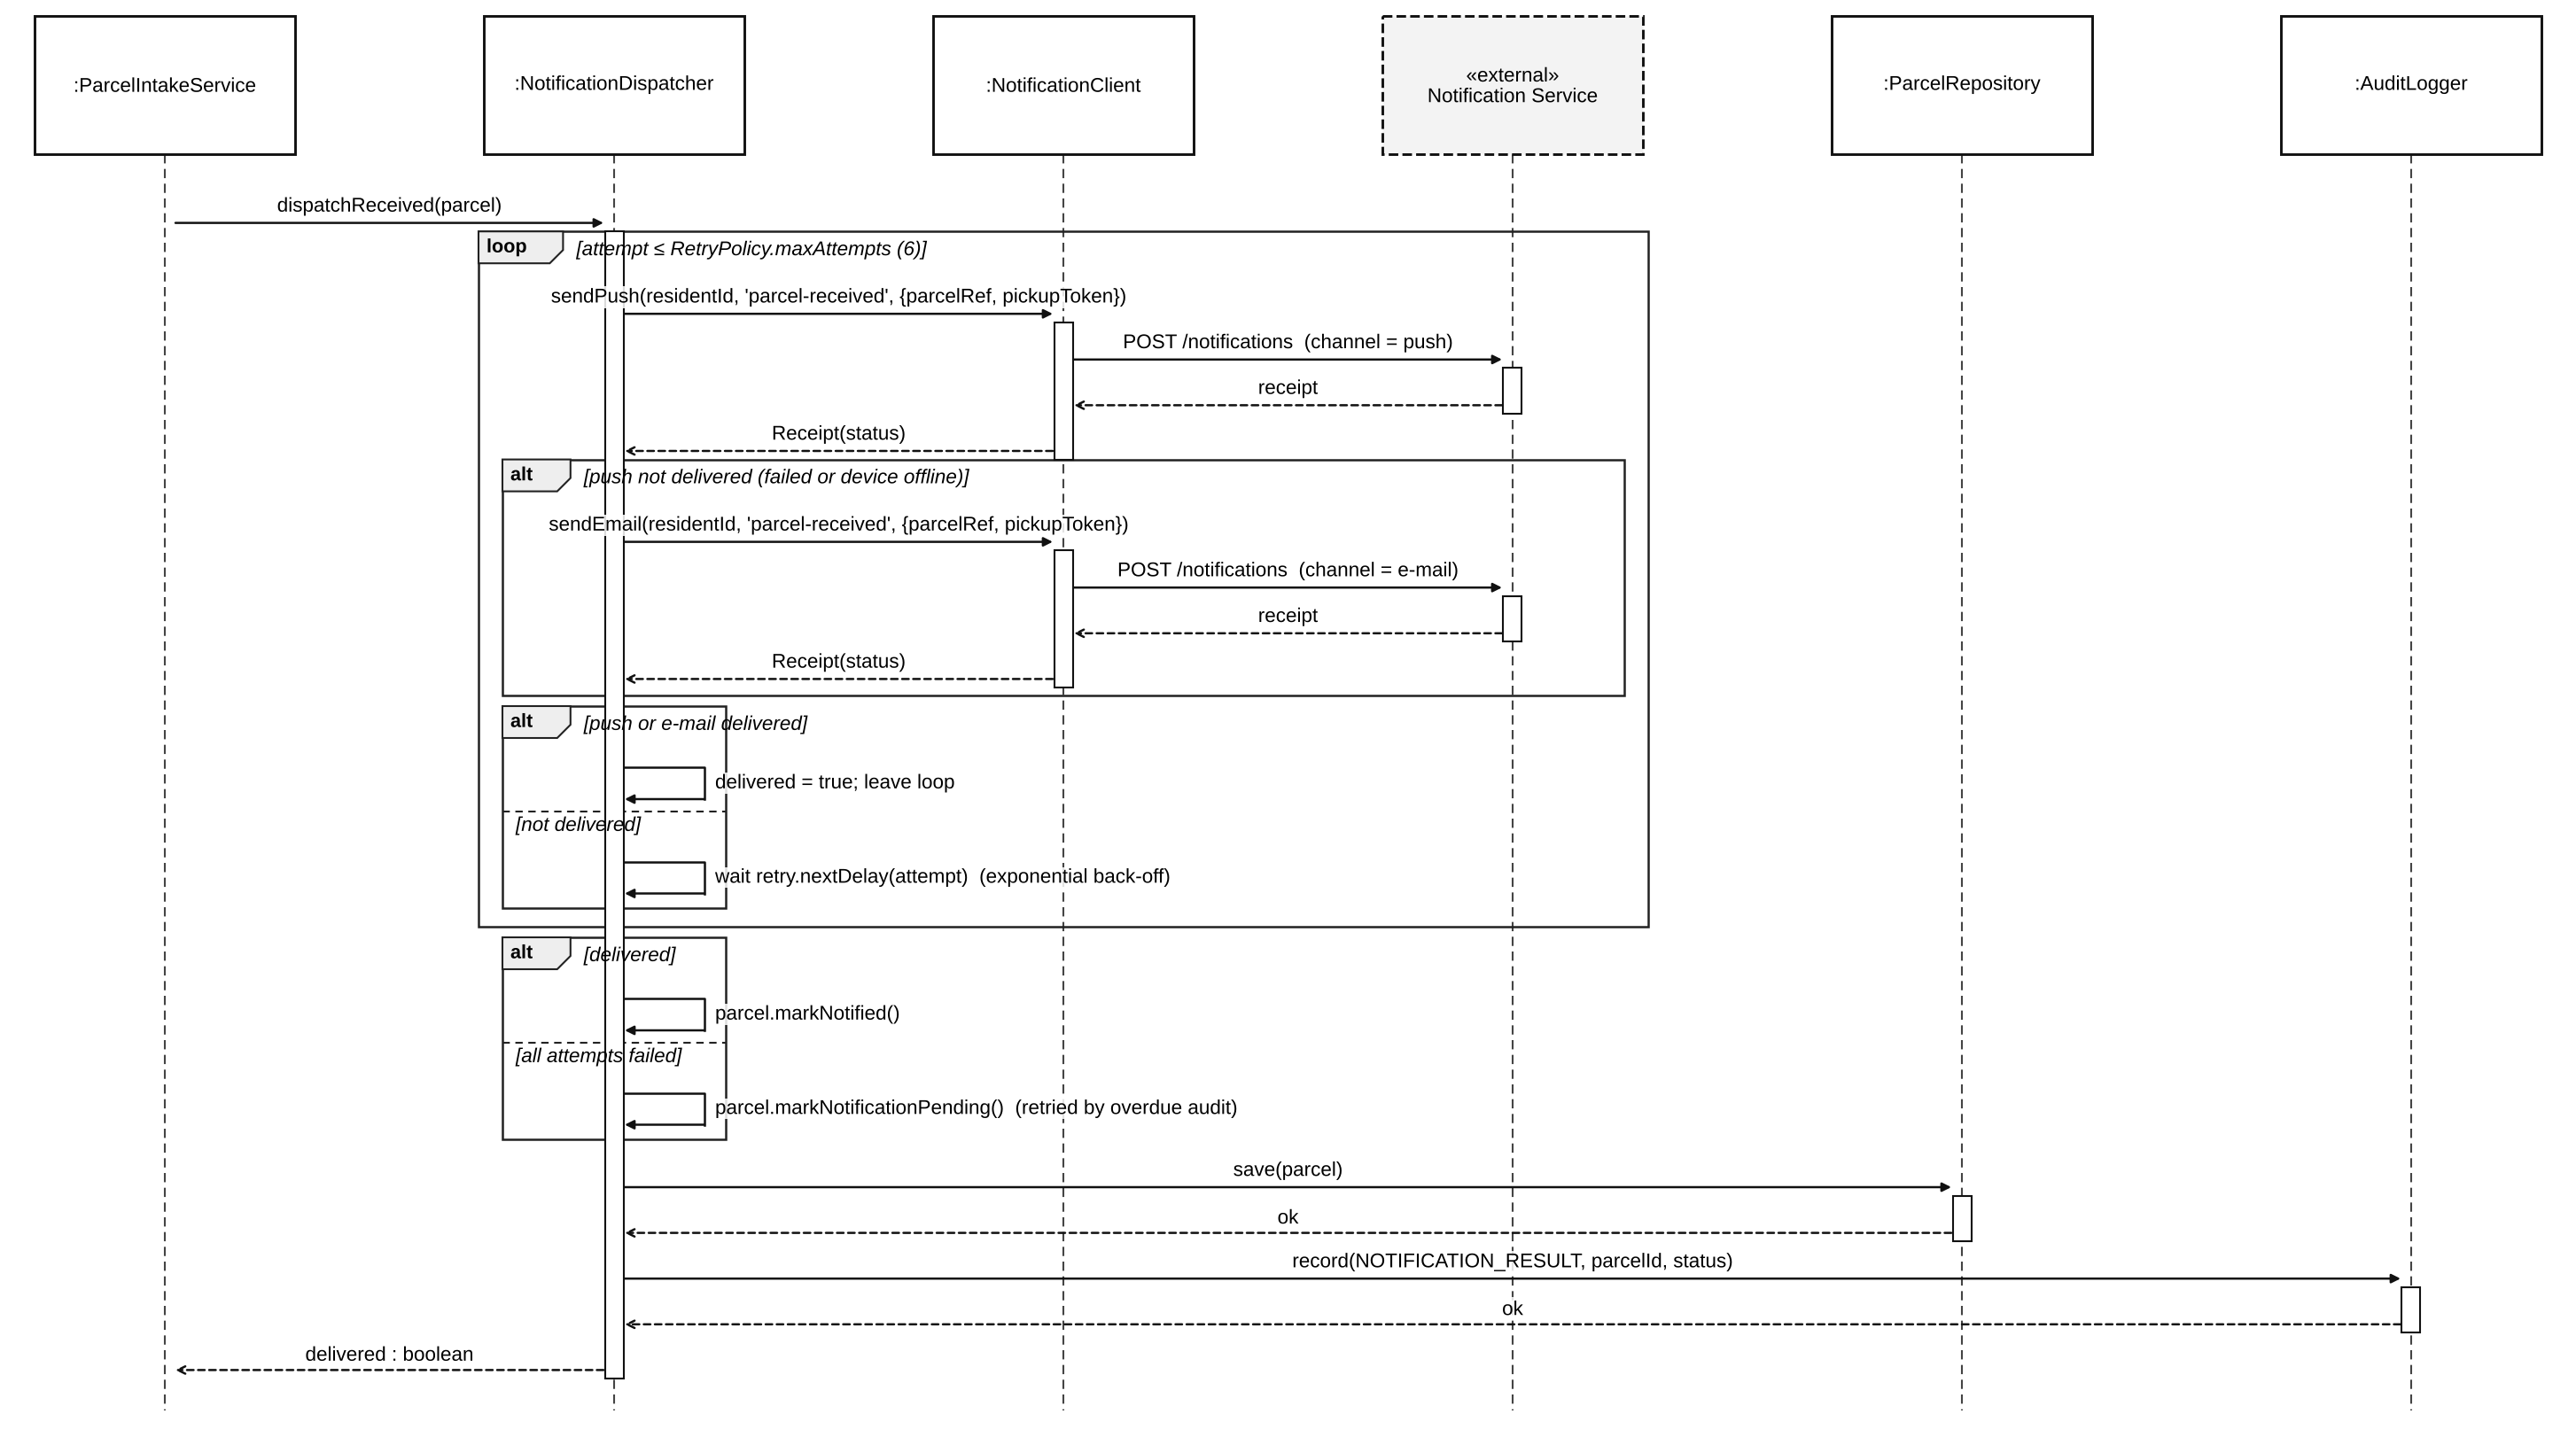 :ParcelIntakeService
:NotificationDispatcher
:NotificationClient
«external»
Notification Service
:ParcelRepository
:AuditLogger
dispatchReceived(parcel)
loop
[attempt ≤ RetryPolicy.maxAttempts (6)]
sendPush(residentId, 'parcel-received', {parcelRef, pickupToken})
POST /notifications  (channel = push)
receipt
Receipt(status)
alt
[push not delivered (failed or device offline)]
sendEmail(residentId, 'parcel-received', {parcelRef, pickupToken})
POST /notifications  (channel = e-mail)
receipt
Receipt(status)
alt
[push or e-mail delivered]
delivered = true; leave loop
[not delivered]
wait retry.nextDelay(attempt)  (exponential back-off)
alt
[delivered]
parcel.markNotified()
[all attempts failed]
parcel.markNotificationPending()  (retried by overdue audit)
save(parcel)
ok
record(NOTIFICATION_RESULT, parcelId, status)
ok
delivered : boolean